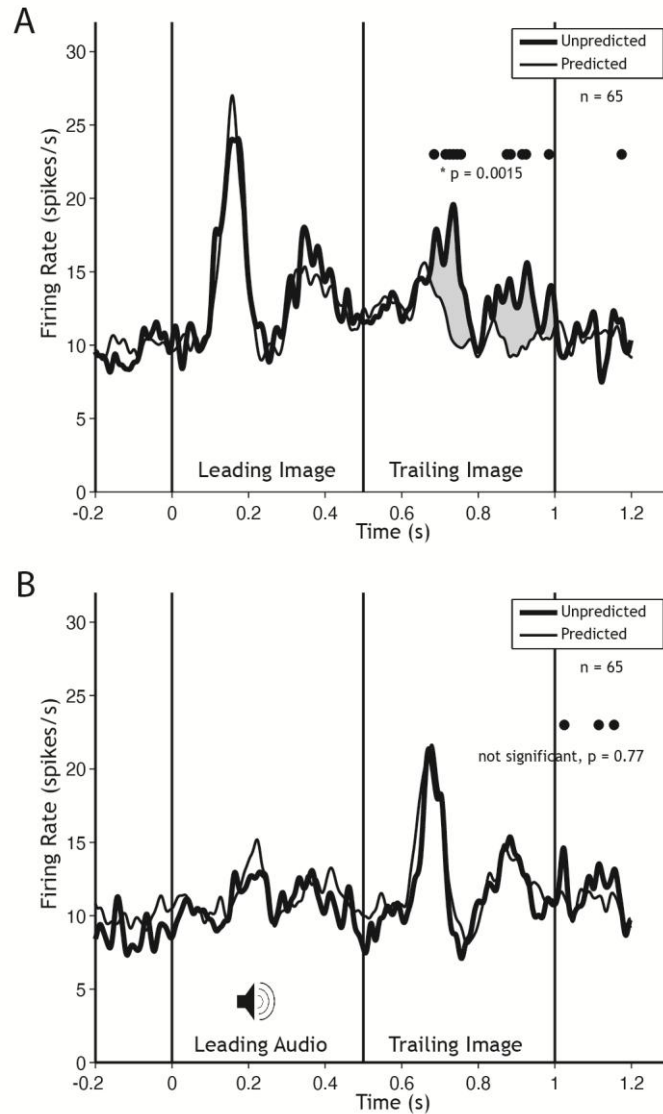 A
Unpredicted
Predicted
n = 65
* p = 0.0015
Firing Rate (spikes/s)
30
25
20
15
10
5
0
Leading Image
Trailing Image
-0.2 0 0.2 0.4 0.6 0.8 1 1.2
Time (s)
B
Unpredicted
Predicted
n = 65
not significant, p = 0.77
Firing Rate (spikes/s)
30
25
20
15
10
5
0
Leading Audio
Trailing Image
-0.2 0 0.2 0.4 0.6 0.8 1 1.2
Time (s)